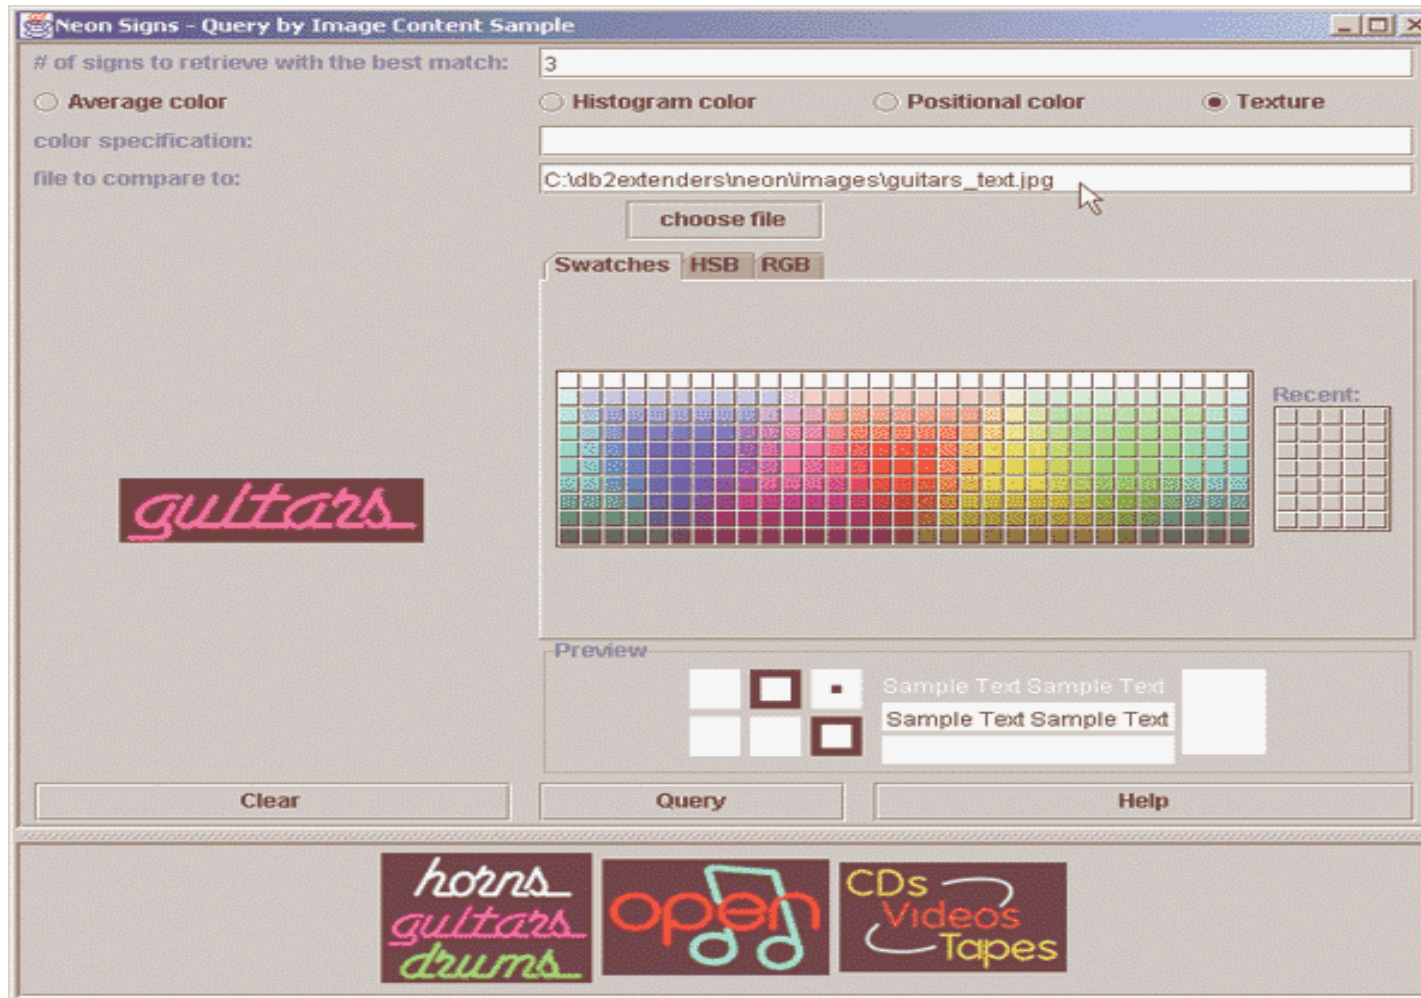 Neon Signs - Query by Image Content Sample
# of signs to retrieve with the best match: 3
Average color Histogram color Positional color Texture
color specification:
file to compare to: C:\db2extenders\neon\images\guitars_text.jpg
choose file
Swatches HSB RGB
Recent:
guitars
Preview
Sample Text Sample Text
Sample Text Sample Text
Clear Query Help
horns
guitars
drums
open
CDs
Videos
Tapes